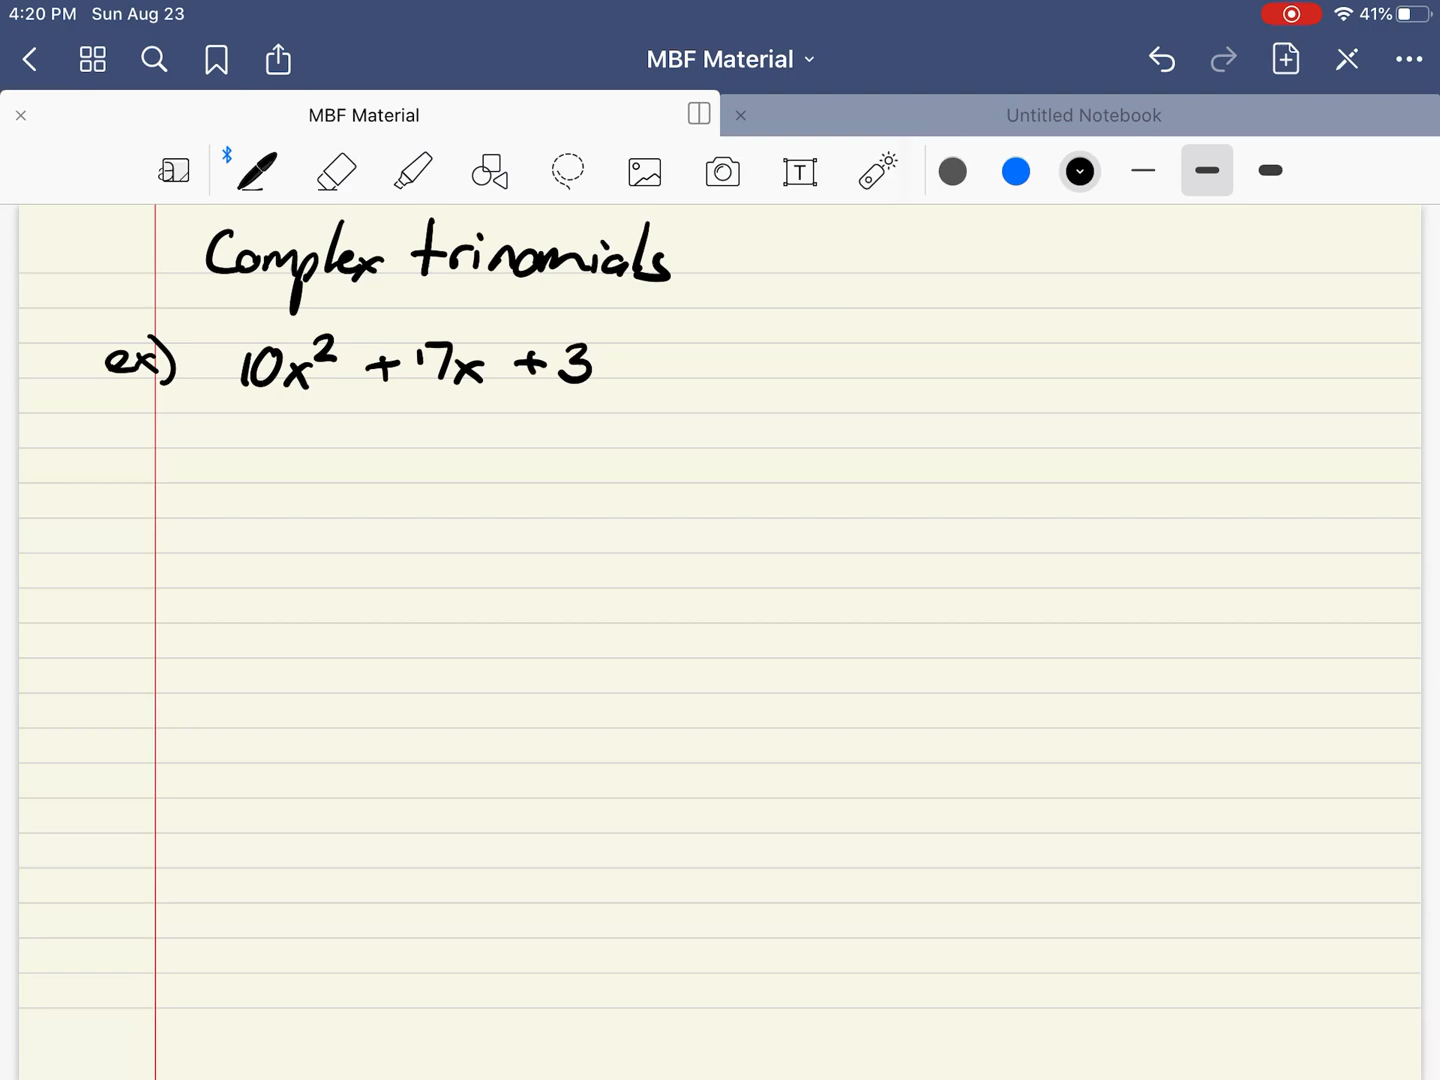 4:20 PM Sun Aug 23 41%
MBF Material
MBF Material Untitled Notebook
T
Complex trinomials
ex) 10x² + 17x + 3